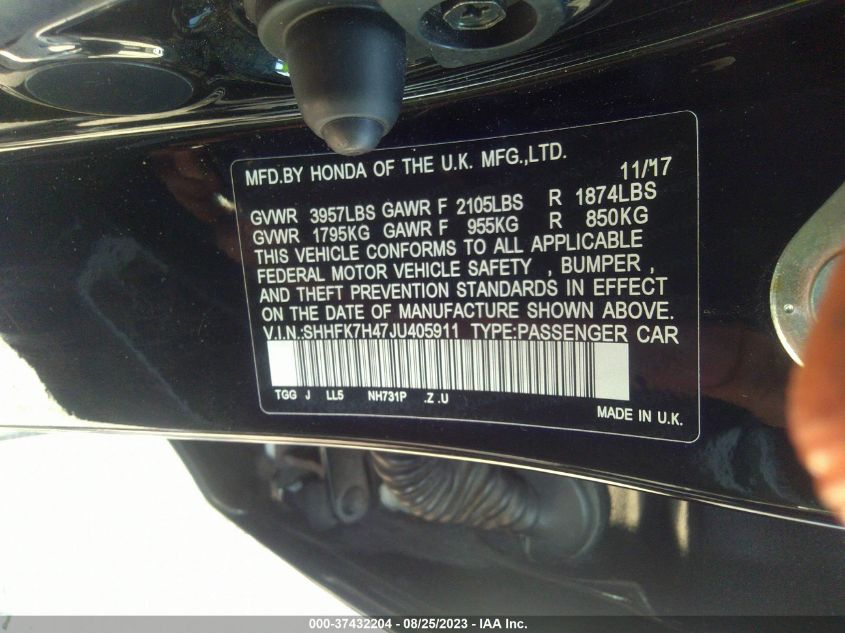 MFD.BY HONDA OF THE U.K. MFG.,LTD.
11/'17
GVWR 3957LBS GAWR F 2105LBS R 1874LBS
GVWR 1795KG GAWR F 955KG R 850KG
THIS VEHICLE CONFORMS TO ALL APPLICABLE
FEDERAL MOTOR VEHICLE SAFETY , BUMPER ,
AND THEFT PREVENTION STANDARDS IN EFFECT
ON THE DATE OF MANUFACTURE SHOWN ABOVE.
V.I.N.:SHHFK7H47JU405911 TYPE:PASSENGER CAR
TGG J LL5 NH731P .Z .U
MADE IN U.K.
000-37432204 - 08/25/2023 - IAA Inc.